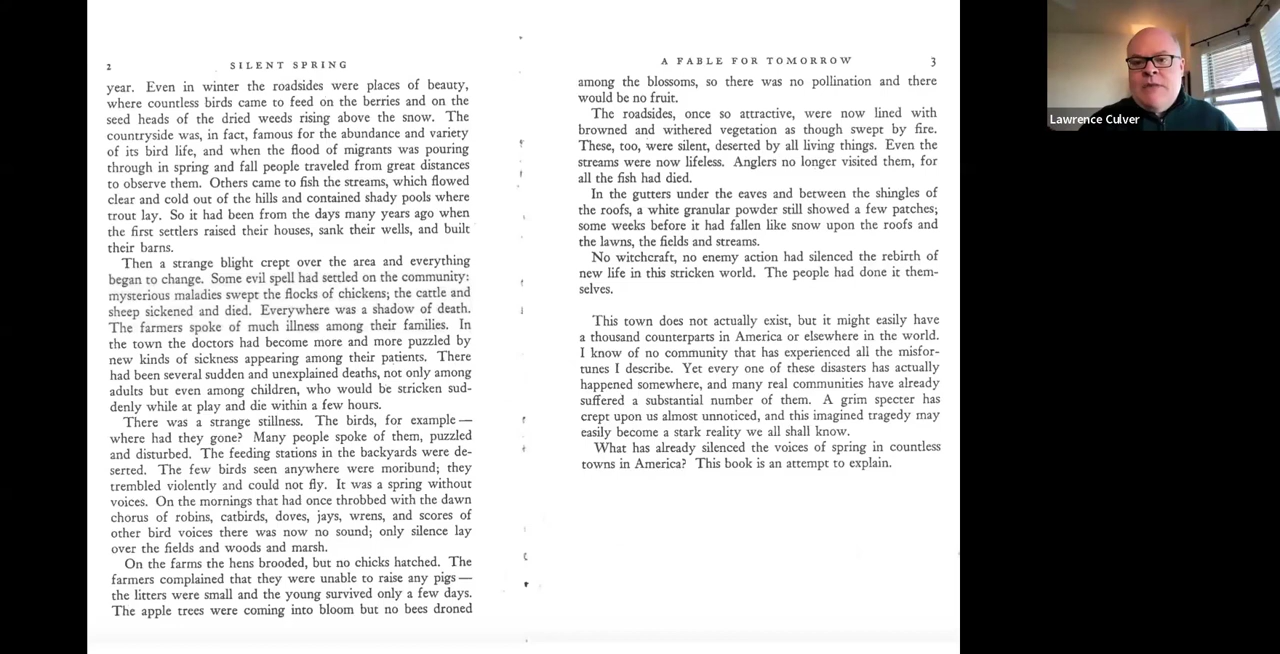 2 SILENT SPRING
year. Even in winter the roadsides were places of beauty,
where countless birds came to feed on the berries and on the
seed heads of the dried weeds rising above the snow. The
countryside was, in fact, famous for the abundance and variety
of its bird life, and when the flood of migrants was pouring
through in spring and fall people traveled from great distances
to observe them. Others came to fish the streams, which flowed
clear and cold out of the hills and contained shady pools where
trout lay. So it had been from the days many years ago when
the first settlers raised their houses, sank their wells, and built
their barns.
Then a strange blight crept over the area and everything
began to change. Some evil spell had settled on the community:
mysterious maladies swept the flocks of chickens; the cattle and
sheep sickened and died. Everywhere was a shadow of death.
The farmers spoke of much illness among their families. In
the town the doctors had become more and more puzzled by
new kinds of sickness appearing among their patients. There
had been several sudden and unexplained deaths, not only among
adults but even among children, who would be stricken sud-
denly while at play and die within a few hours.
There was a strange stillness. The birds, for example —
where had they gone? Many people spoke of them, puzzled
and disturbed. The feeding stations in the backyards were de-
serted. The few birds seen anywhere were moribund; they
trembled violently and could not fly. It was a spring without
voices. On the mornings that had once throbbed with the dawn
chorus of robins, catbirds, doves, jays, wrens, and scores of
other bird voices there was now no sound; only silence lay
over the fields and woods and marsh.
On the farms the hens brooded, but no chicks hatched. The
farmers complained that they were unable to raise any pigs —
the litters were small and the young survived only a few days.
The apple trees were coming into bloom but no bees droned
A FABLE FOR TOMORROW 3
among the blossoms, so there was no pollination and there
would be no fruit.
The roadsides, once so attractive, were now lined with
browned and withered vegetation as though swept by fire.
These, too, were silent, deserted by all living things. Even the
streams were now lifeless. Anglers no longer visited them, for
all the fish had died.
In the gutters under the eaves and between the shingles of
the roofs, a white granular powder still showed a few patches;
some weeks before it had fallen like snow upon the roofs and
the lawns, the fields and streams.
No witchcraft, no enemy action had silenced the rebirth of
new life in this stricken world. The people had done it them-
selves.
This town does not actually exist, but it might easily have
a thousand counterparts in America or elsewhere in the world.
I know of no community that has experienced all the misfor-
tunes I describe. Yet every one of these disasters has actually
happened somewhere, and many real communities have already
suffered a substantial number of them. A grim specter has
crept upon us almost unnoticed, and this imagined tragedy may
easily become a stark reality we all shall know.
What has already silenced the voices of spring in countless
towns in America? This book is an attempt to explain.
Lawrence Culver